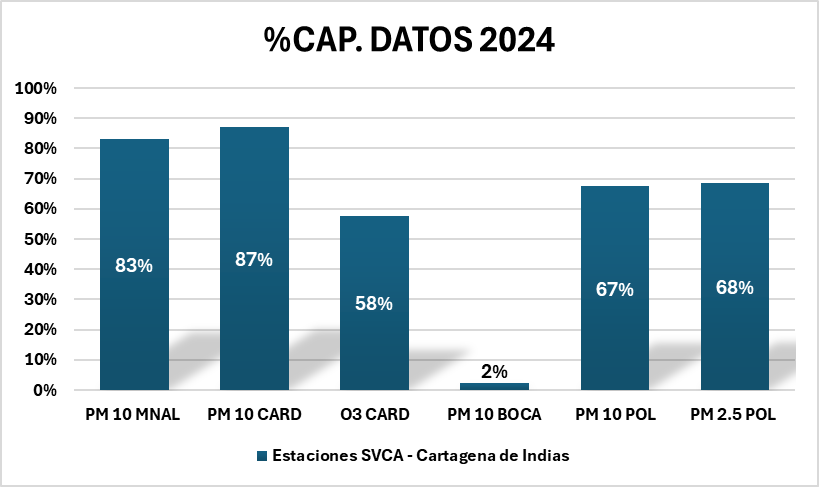 %CAP. DATOS 2024
100%
90%
80%
70%
60%
50%
40%
30%
20%
10%
0%
83%
87%
58%
2%
67%
68%
PM 10 MNAL
PM 10 CARD
O3 CARD
PM 10 BOCA
PM 10 POL
PM 2.5 POL
Estaciones SVCA - Cartagena de Indias